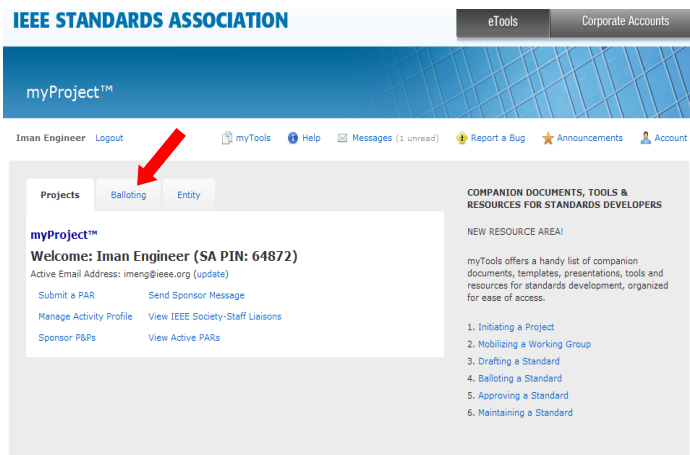 IEEE STANDARDS ASSOCIATION
eTools
Corporate Accounts
myProject™
Iman Engineer Logout
myTools
Help
Messages (1 unread)
Report a Bug
Announcements
Account
Projects
Balloting
Entity
myProject™
Welcome: Iman Engineer (SA PIN: 64872)
Active Email Address: imeng@ieee.org (update)
Submit a PAR
Send Sponsor Message
Manage Activity Profile
View IEEE Society-Staff Liaisons
Sponsor P&Ps
View Active PARs
COMPANION DOCUMENTS, TOOLS &
RESOURCES FOR STANDARDS DEVELOPERS
NEW RESOURCE AREA!
myTools offers a handy list of companion
documents, templates, presentations, tools and
resources for standards development, organized
for ease of access.
1. Initiating a Project
2. Mobilizing a Working Group
3. Drafting a Standard
4. Balloting a Standard
5. Approving a Standard
6. Maintaining a Standard